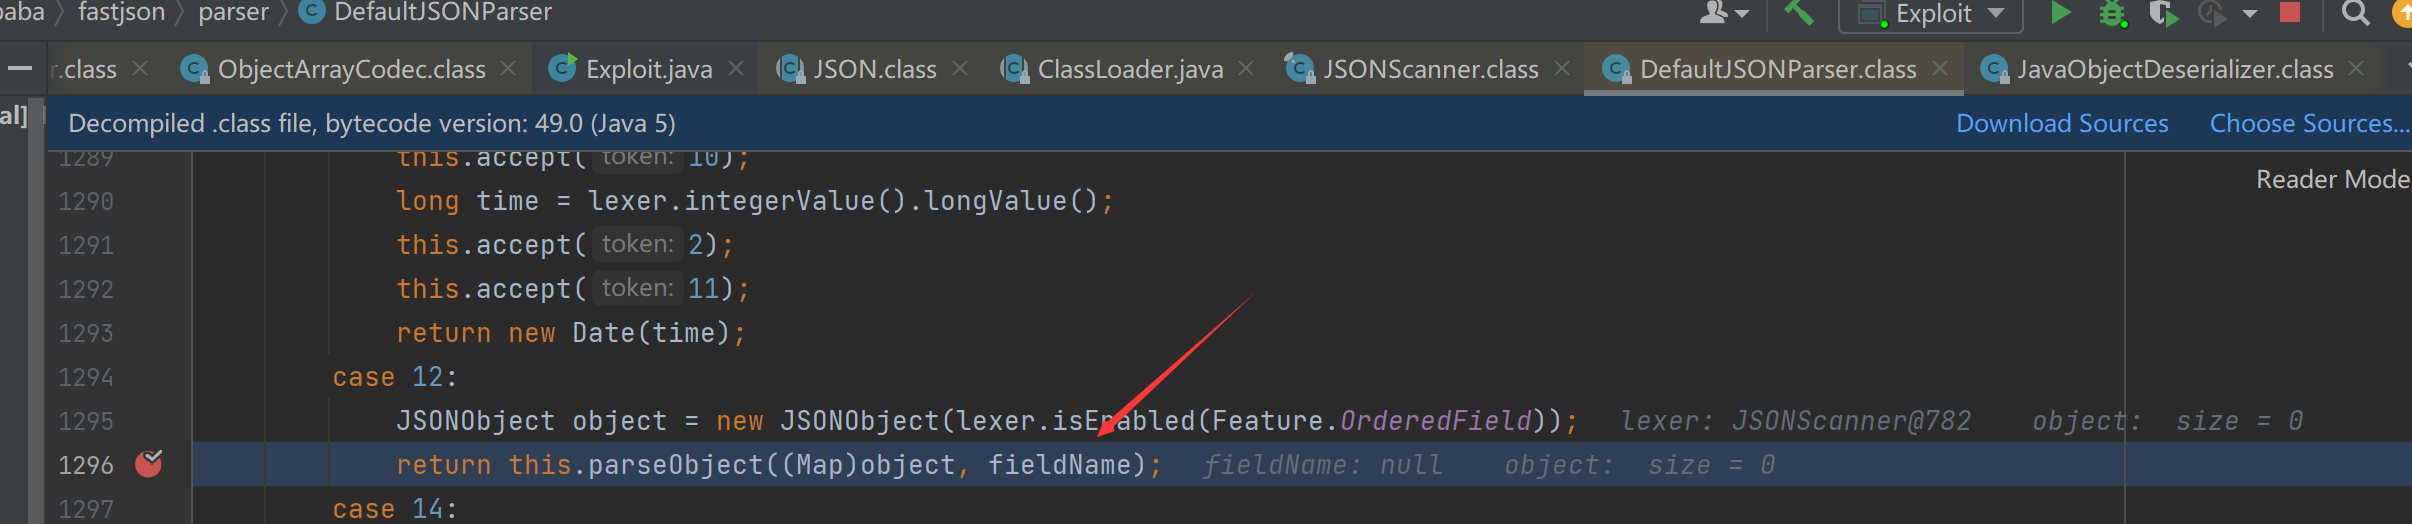 baba fastjson parser DefaultJSONParser Exploit
r.class ObjectArrayCodec.class Exploit.java JSON.class ClassLoader.java JSONScanner.class DefaultJSONParser.class JavaObjectDeserializer.class
al] Decompiled .class file, bytecode version: 49.0 (Java 5) Download Sources Choose Sources...
1289 this.accept( token: 10);
Reader Mode
1290 long time = lexer.integerValue().longValue();
1291 this.accept( token: 2);
1292 this.accept( token: 11);
1293 return new Date(time);
1294 case 12:
1295 JSONObject object = new JSONObject(lexer.isEnabled(Feature.OrderedField)); lexer: JSONScanner@782 object: size = 0
1296 return this.parseObject((Map)object, fieldName); fieldName: null object: size = 0
1297 case 14: